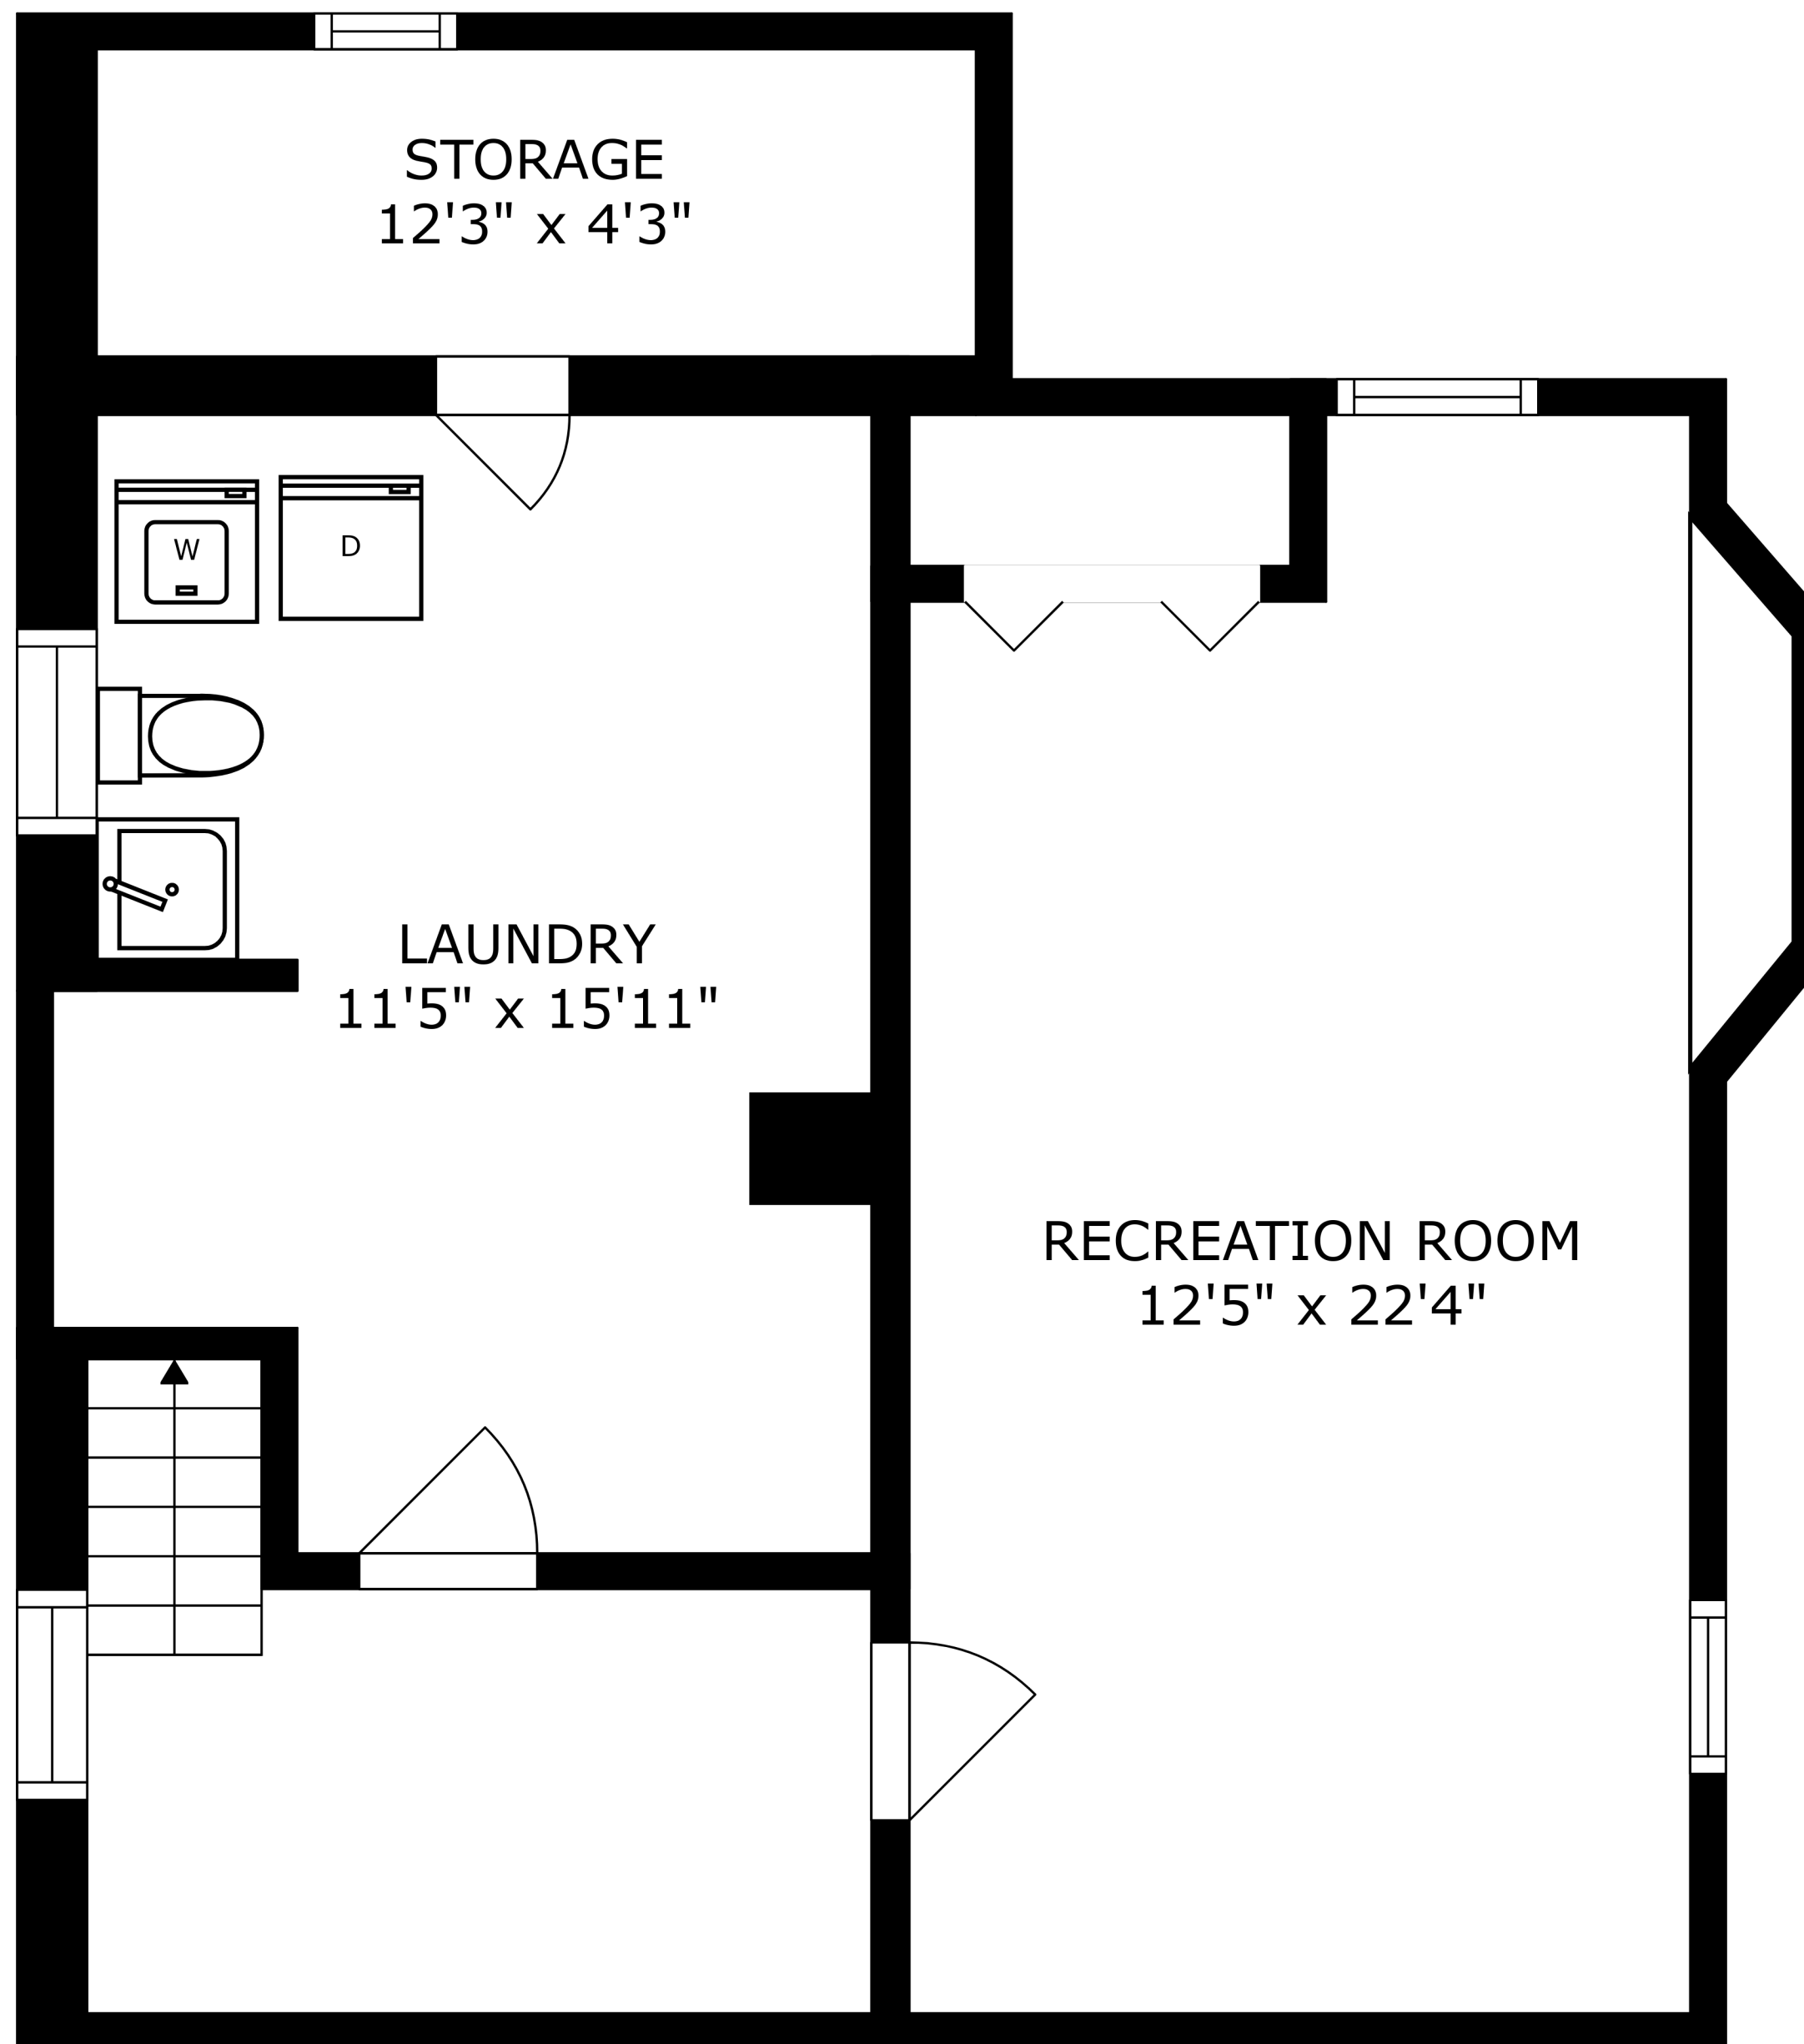 STORAGE
12'3" x 4'3"
W
D
LAUNDRY
11'5" x 15'11"
RECREATION ROOM
12'5" x 22'4"